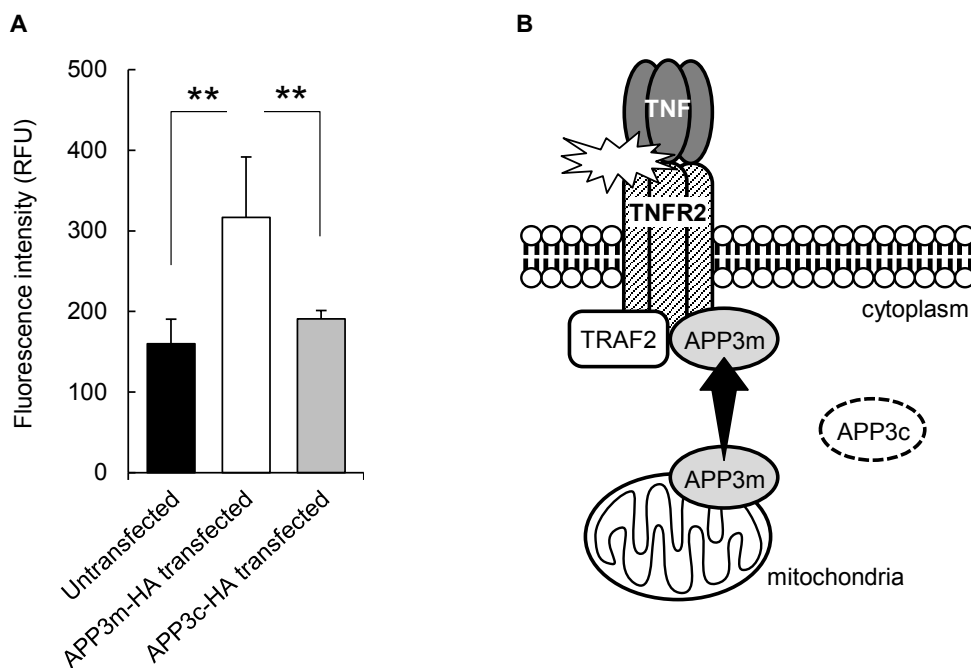 A
Fluorescence intensity (RFU)
500
400
300
200
100
0
**
**
Untransfected
APP3m-HA transfected
APP3c-HA transfected
B
TNF
TNFR2
cytoplasm
TRAF2
APP3m
APP3c
APP3m
mitochondria